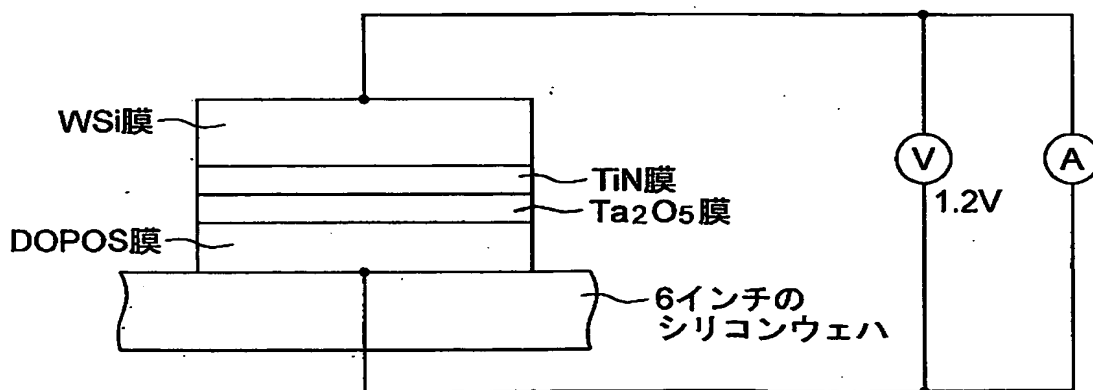 WSi膜
TiN膜
Ta2O5膜
DOPOS膜
V
A
1.2V
6インチの
シリコンウェハ